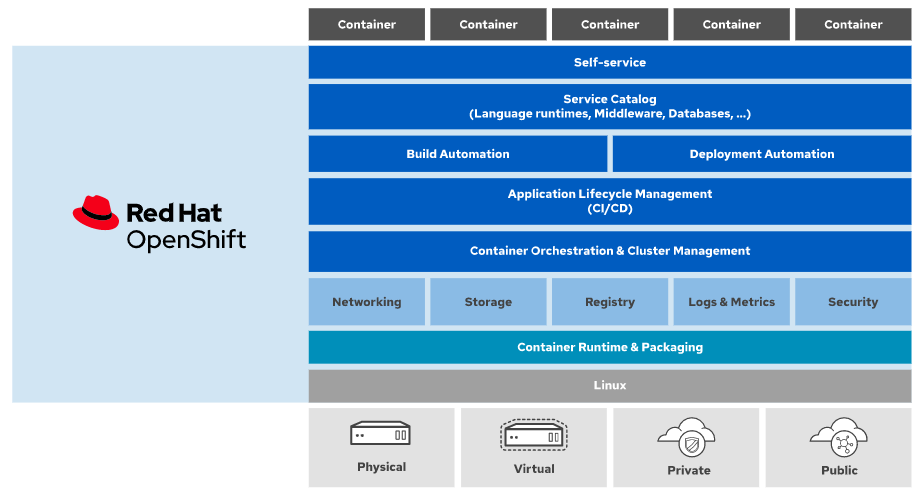 Container Container Container Container Container
Self-service
Service Catalog
(Language runtimes, Middleware, Databases, ...)
Build Automation Deployment Automation
Application Lifecycle Management
(CI/CD)
Red Hat
OpenShift
Container Orchestration & Cluster Management
Networking Storage Registry Logs & Metrics Security
Container Runtime & Packaging
Linux
Physical Virtual Private Public